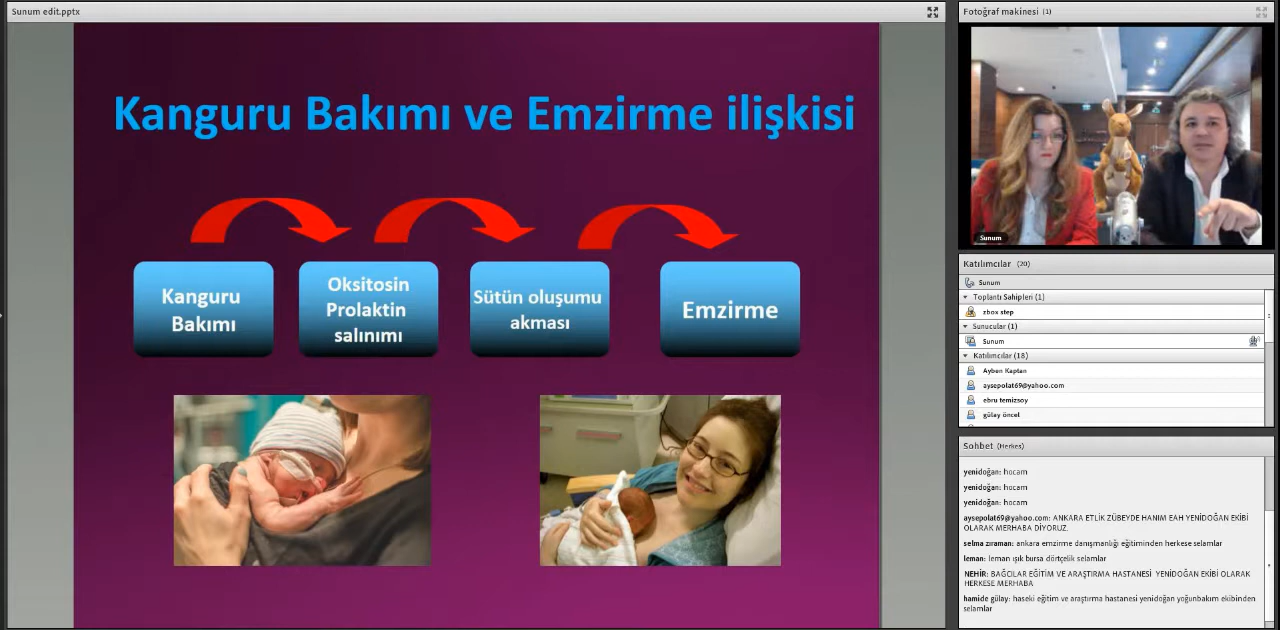 Sunum edit.pptx
Kanguru Bakımı ve Emzirme ilişkisi
Kanguru
Bakımı
Oksitosin
Prolaktin
salınımı
Sütün oluşumu
akması
Emzirme
Fotoğraf makinesi (1)
Sunum
Katılımcılar (20)
Sunum
Toplantı Sahipleri (1)
zbox step
Sunucular (1)
Sunum
Katılımcılar (18)
Ayben Kaptan
aysepolat69@yahoo.com
ebru temizsoy
gülay öncel
Sohbet (Herkes)
yenidoğan: hocam
yenidoğan: hocam
yenidoğan: hocam
aysepolat69@yahoo.com: ANKARA ETLİK ZÜBEYDE HANIM EAH YENİDOĞAN EKİBİ
OLARAK MERHABA DİYORUZ.
selma zıraman: ankara emzirme danışmanlığı eğitiminden herkese selamlar
leman: leman ışık bursa dörtçelik selamlar
NEHİR: BAĞCILAR EĞİTİM VE ARAŞTIRMA HASTANESİ YENİDOĞAN EKİBİ OLARAK
HERKESE MERHABA
hamide gülay: haseki eğitim ve araştırma hastanesi yenidoğan yoğunbakım ekibinden
selamlar